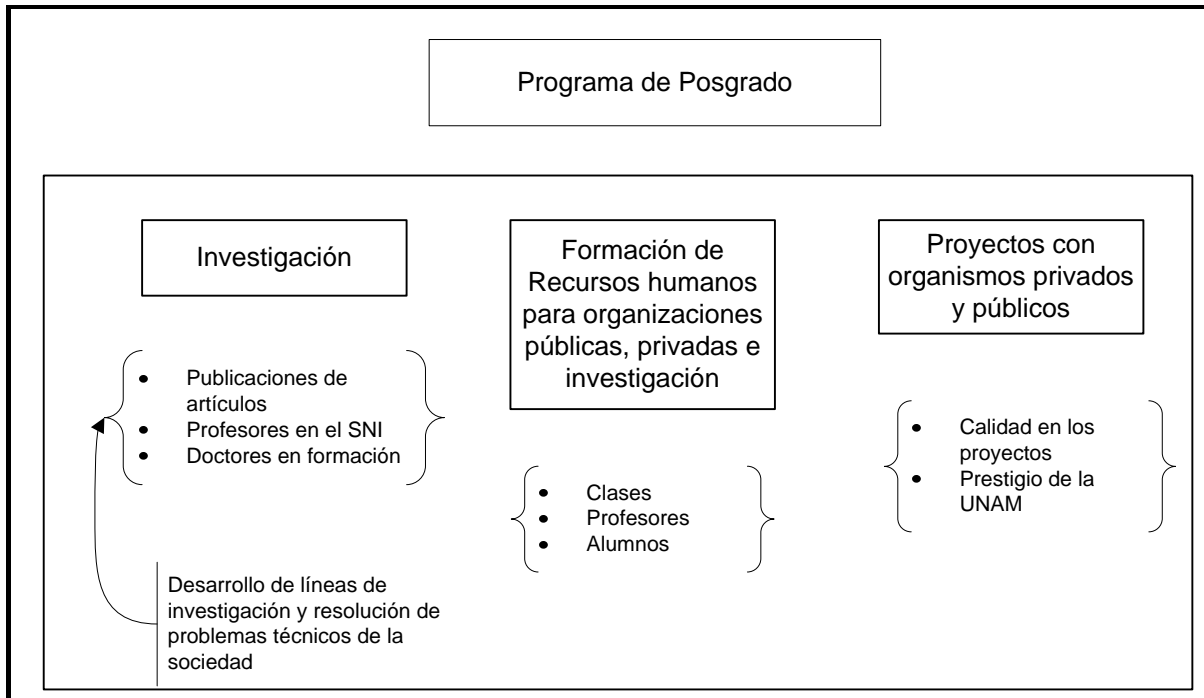 Programa de Posgrado
Investigación
• Publicaciones de
artículos
• Profesores en el SNI
• Doctores en formación
Desarrollo de líneas de
investigación y resolución de
problemas técnicos de la
sociedad
Formación de
Recursos humanos
para organizaciones
públicas, privadas e
investigación
• Clases
• Profesores
• Alumnos
Proyectos con
organismos privados
y públicos
• Calidad en los
proyectos
• Prestigio de la
UNAM